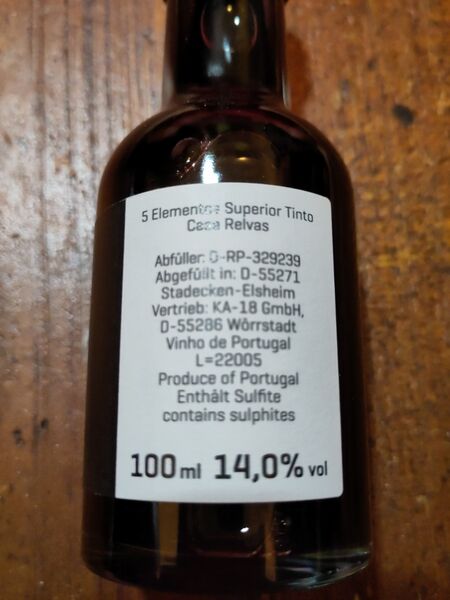 5 Elementos Superior Tinto
Casa Relvas
Abfüller: D-RP-329239
Abgefüllt in: D-55271
Stadecken-Elsheim
Vertrieb: KA-18 GmbH,
D-55286 Wörrstadt
Vinho de Portugal
L=22005
Produce of Portugal
Enthält Sulfite
contains sulphites
100 ml 14,0% vol